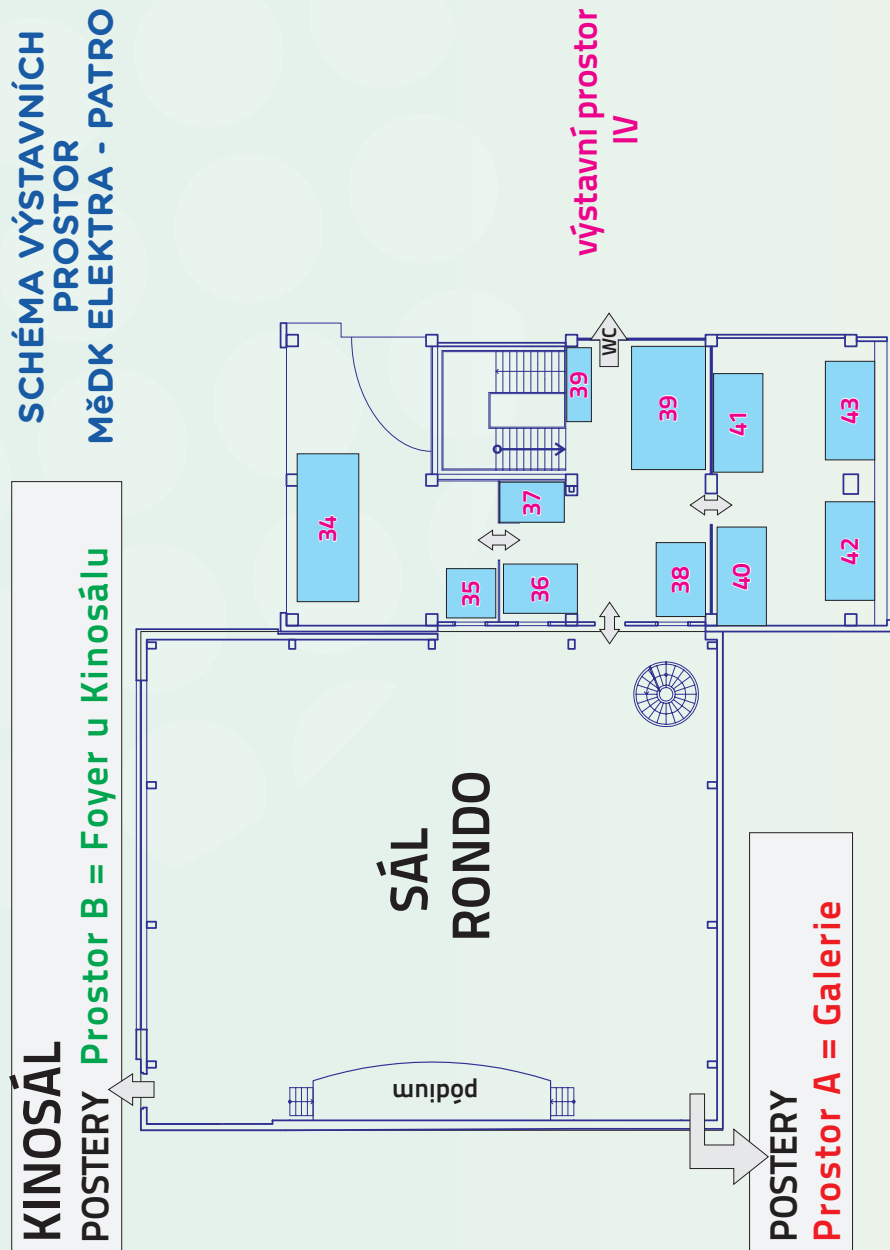 SCHÉMA VÝSTAVNÍCH
PROSTOR
MěDK ELEKTRA - PATRO
KINOSÁL
POSTERY Prostor B = Foyer u Kinosálu
34
35
37
36
39
WC
výstavní prostor
IV
38
39
40
41
42
43
SÁL
RONDO
pódium
POSTERY
Prostor A = Galerie